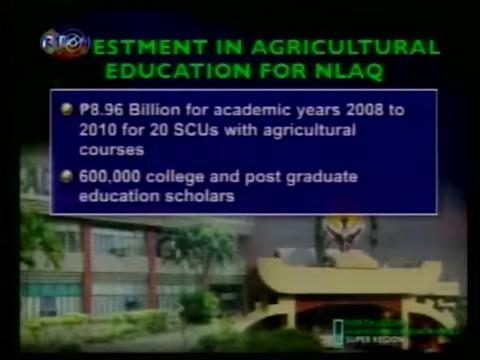 ESTMENT IN AGRICULTURAL
EDUCATION FOR NLAQ
₱8.96 Billion for academic years 2008 to
2010 for 20 SCUs with agricultural
courses
600,000 college and post graduate
education scholars
SUPER REGION